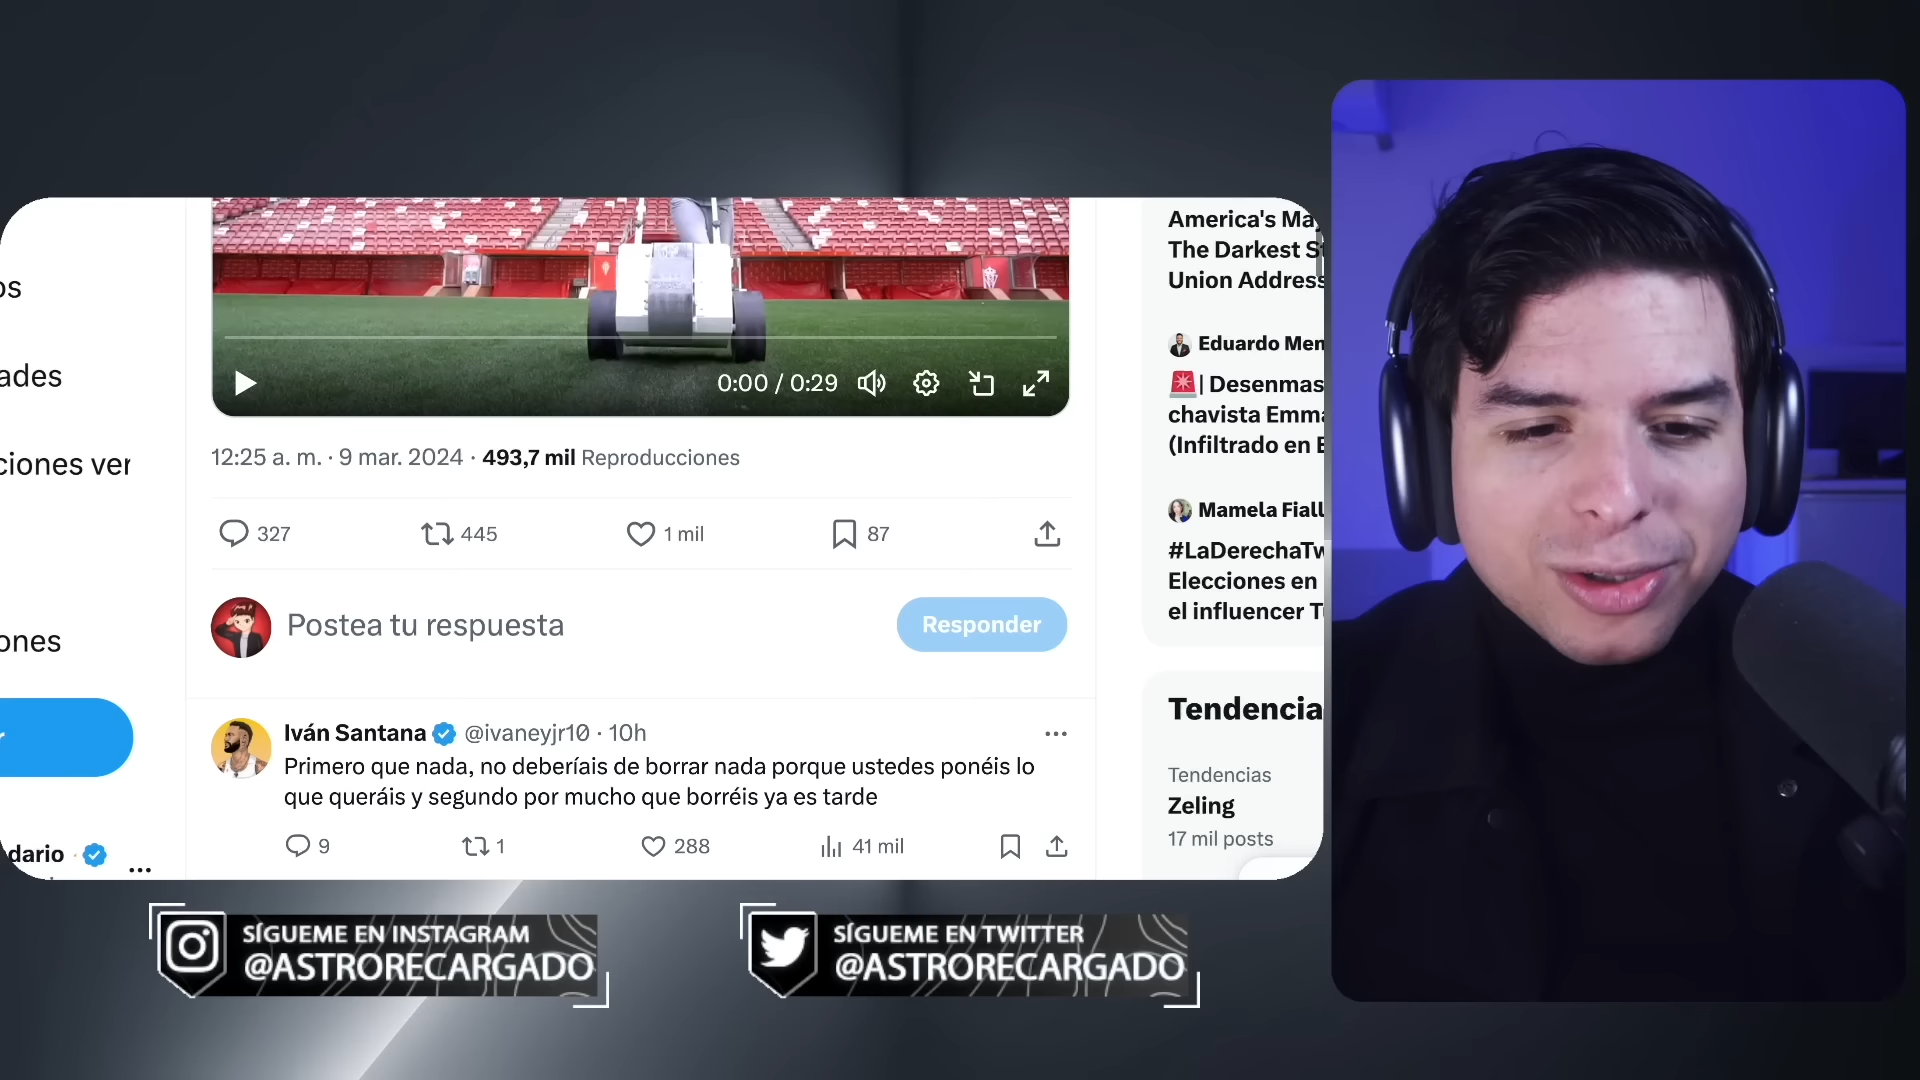 os
ades
ciones ver
ones
r
dario
0:00 / 0:29
12:25 a. m. · 9 mar. 2024 · 493,7 mil Reproducciones
327
445
1 mil
87
Postea tu respuesta
Responder
Iván Santana @ivaneyjr10 · 10h
Primero que nada, no deberíais de borrar nada porque ustedes ponéis lo
que queráis y segundo por mucho que borréis ya es tarde
9
1
288
41 mil
America's Ma
The Darkest S
Union Address
Eduardo Men
| Desenmas
chavista Emma
(Infiltrado en E
Mamela Fiall
#LaDerechaTw
Elecciones en
el influencer T
Tendencia
Tendencias
Zeling
17 mil posts
SÍGUEME EN INSTAGRAM
@ASTRORECARGADO
SÍGUEME EN TWITTER
@ASTRORECARGADO